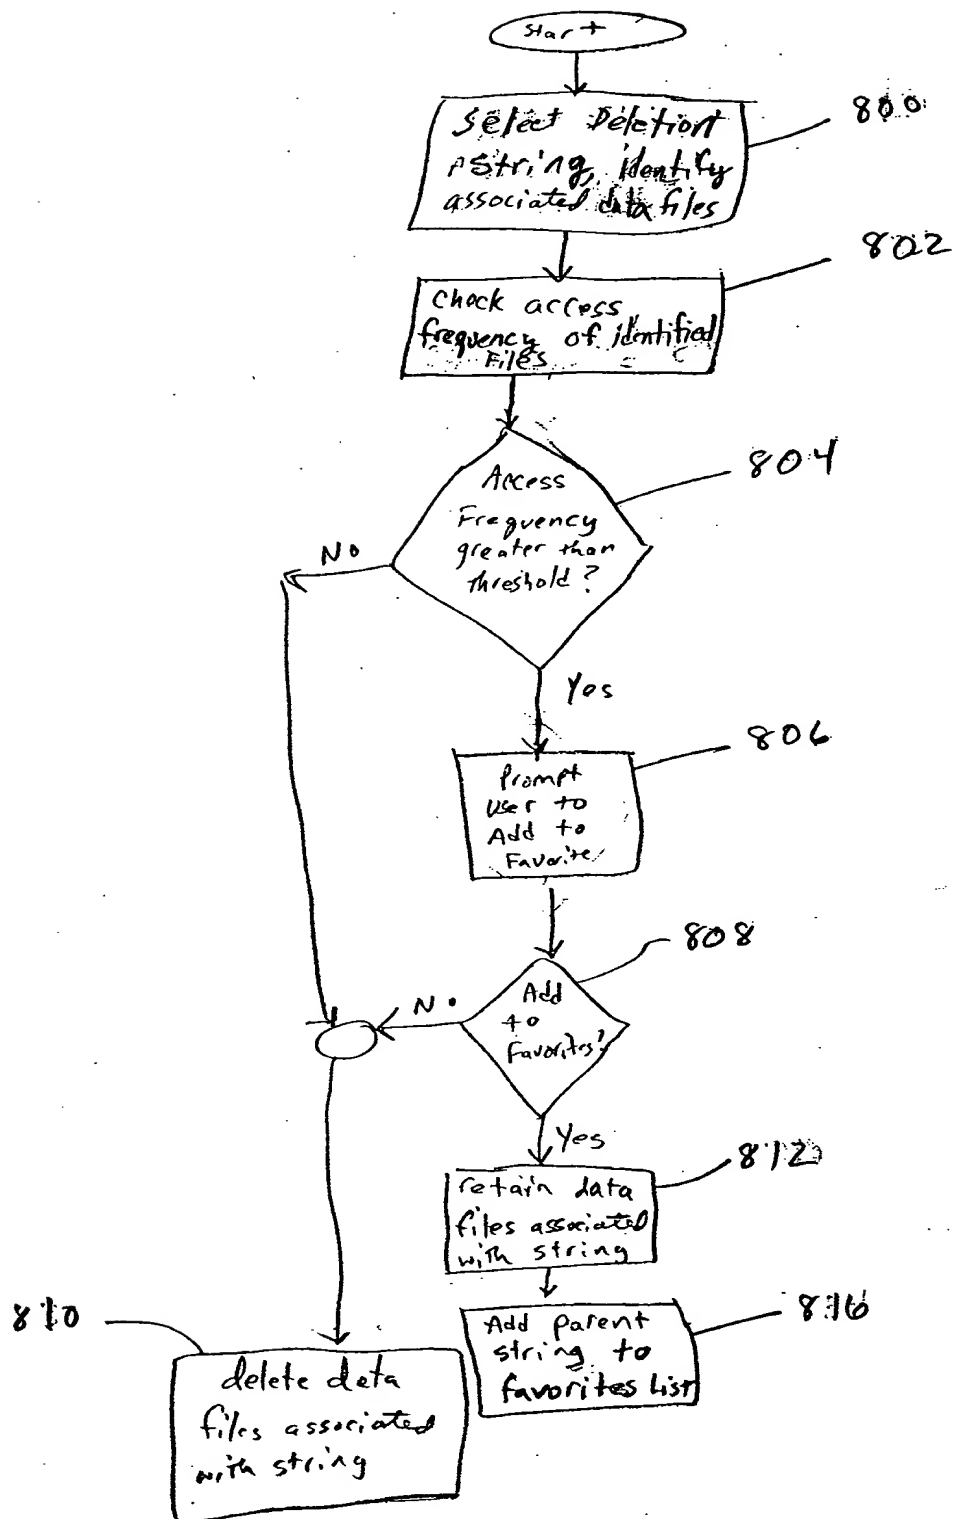 Start
800
Select Deletion
string, identify
associated data files
802
check access
frequency of identified
Files
804
Access
Frequency
greater than
threshold?
No
Yes
806
Prompt
User to
Add to
Favorite
808
Add
to
Favorites?
No
Yes
812
retain data
files associated
with string
816
Add parent
string to
favorites List
810
delete data
files associated
with string